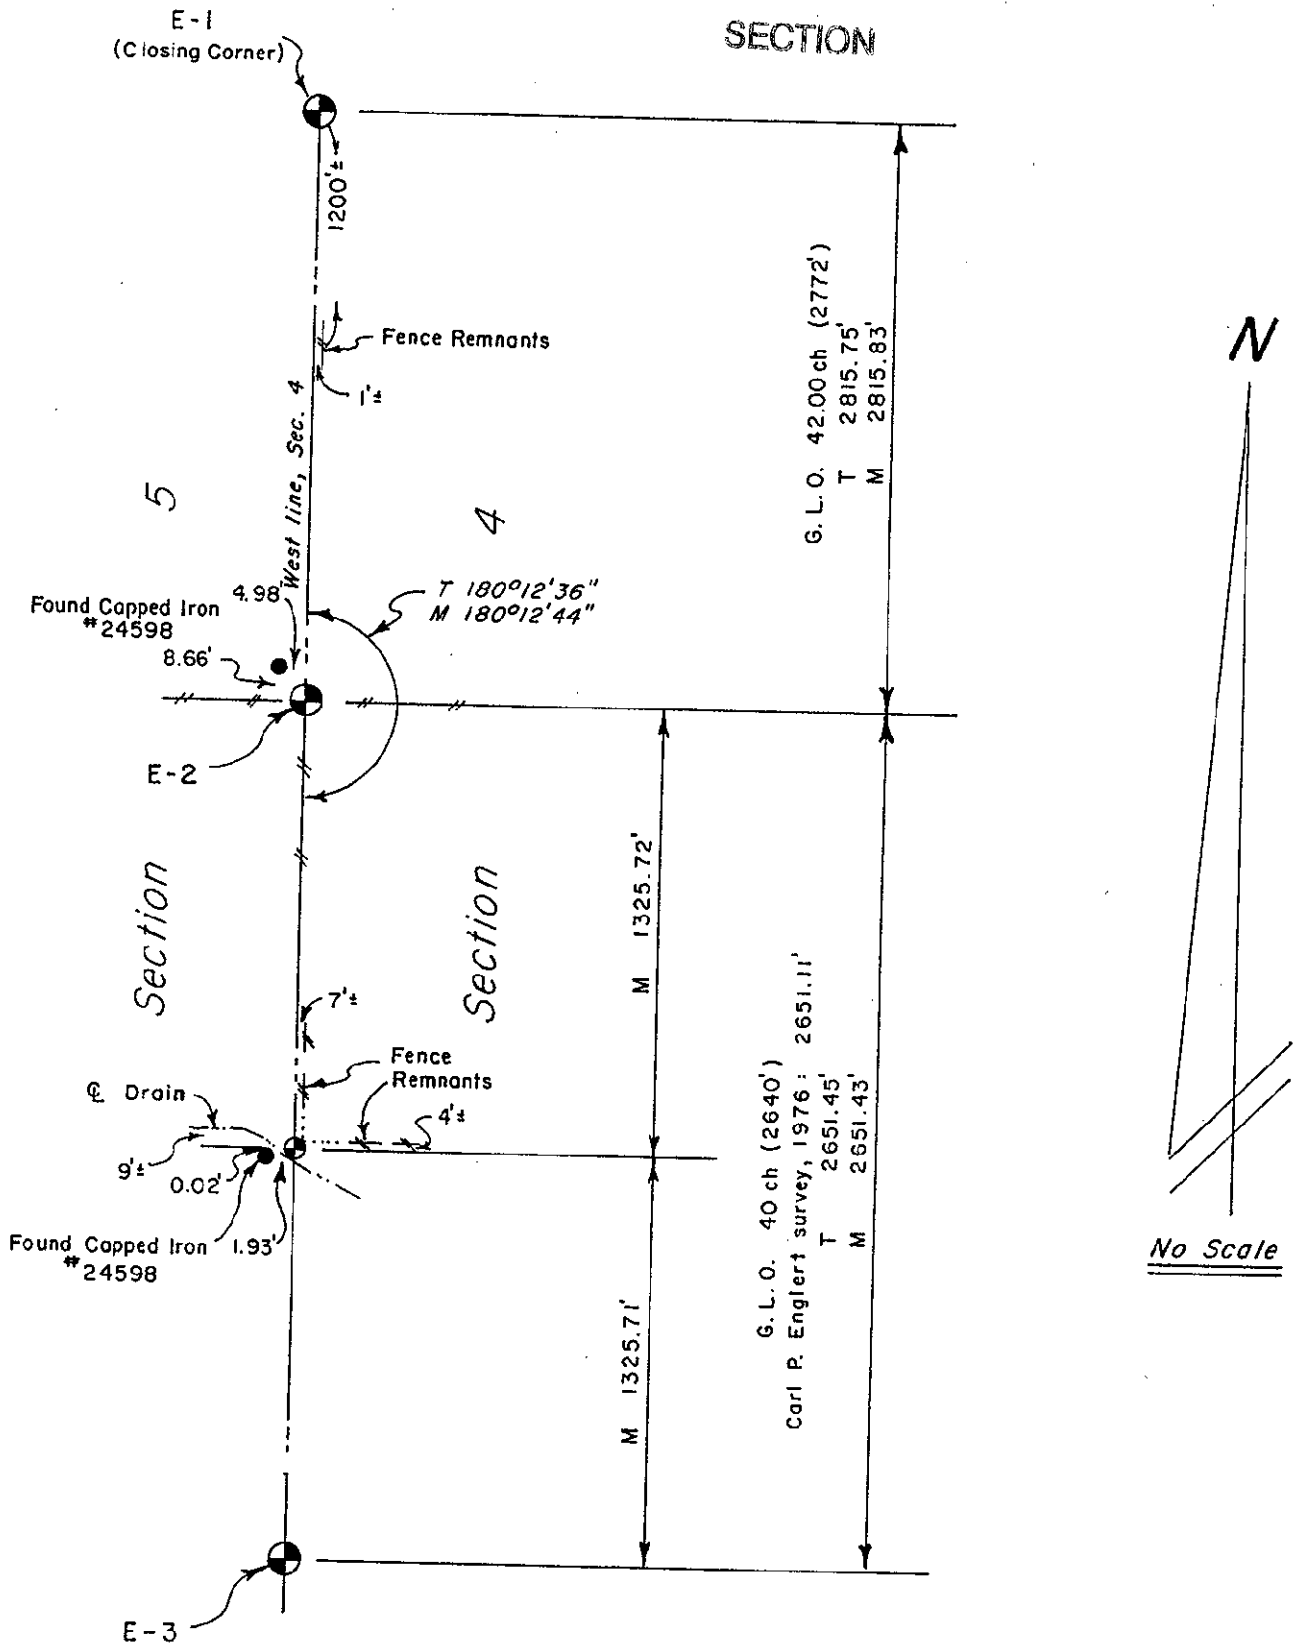 E-1
(Closing Corner)
SECTION
1200'±
Fence Remnants
1'±
G. L. O. 42.00 ch (2772')
T 2815.75'
M 2815.83'
N
West line, Sec. 4
5
4
T 180°12'36"
M 180°12'44"
4.98'
Found Capped Iron
#24598
8.66'
E-2
Section
Section
M 1325.72'
7'±
Fence
Remnants
4'±
℄ Drain
9'±
0.02'
Found Capped Iron
#24598
1.93'
G. L. O. 40 ch (2640')
Carl P. Englert survey, 1976: 2651.11'
T 2651.45'
M 2651.43'
No Scale
M 1325.71'
E-3